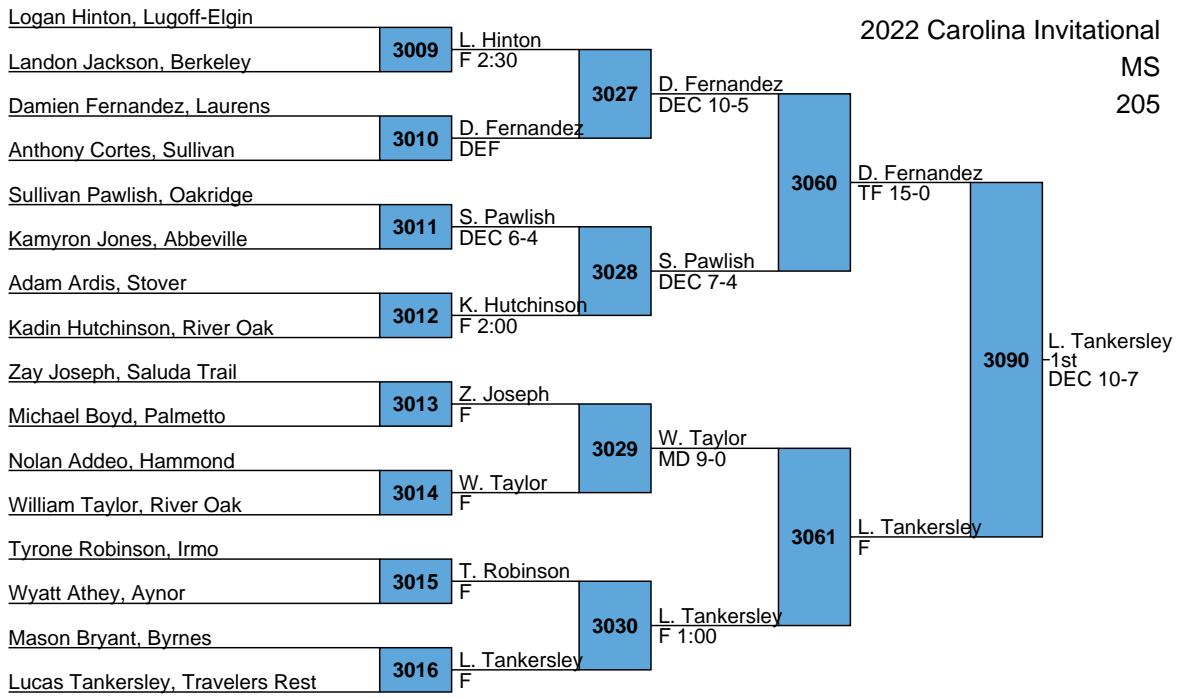 2022 Carolina Invitational
MS
205
Logan Hinton, Lugoff-Elgin
Landon Jackson, Berkeley
Damien Fernandez, Laurens
Anthony Cortes, Sullivan
Sullivan Pawlish, Oakridge
Kamyron Jones, Abbeville
Adam Ardis, Stover
Kadin Hutchinson, River Oak
Zay Joseph, Saluda Trail
Michael Boyd, Palmetto
Nolan Addeo, Hammond
William Taylor, River Oak
Tyrone Robinson, Irmo
Wyatt Athey, Aynor
Mason Bryant, Byrnes
Lucas Tankersley, Travelers Rest
3009
3010
3011
3012
3013
3014
3015
3016
L. Hinton
F 2:30
D. Fernandez
DEF
S. Pawlish
DEC 6-4
K. Hutchinson
F 2:00
Z. Joseph
F
W. Taylor
F
T. Robinson
F
L. Tankersley
F
3027
3028
3029
3030
D. Fernandez
DEC 10-5
S. Pawlish
DEC 7-4
W. Taylor
MD 9-0
L. Tankersley
F 1:00
3060
3061
D. Fernandez
TF 15-0
L. Tankersley
F
3090
L. Tankersley
1st
DEC 10-7